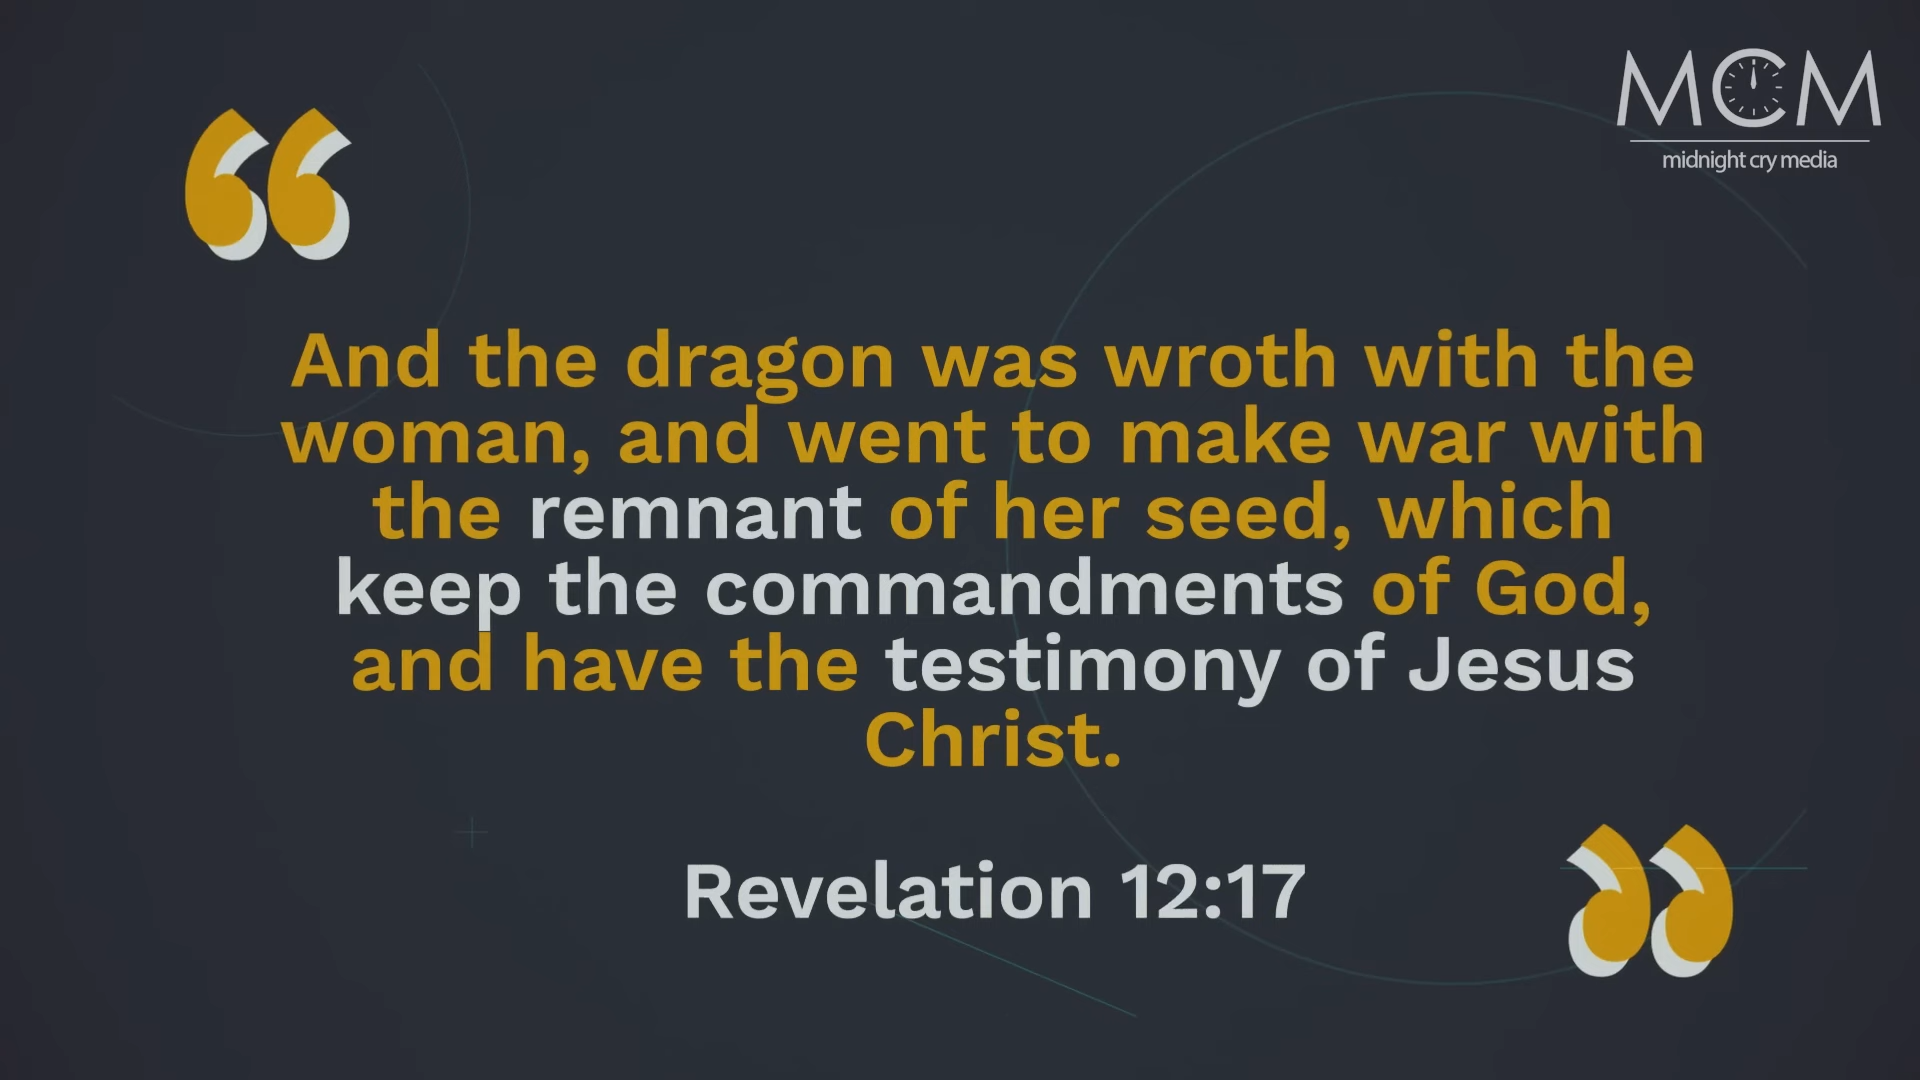 MCM
midnight cry media
And the dragon was wroth with the
woman, and went to make war with
the remnant of her seed, which
keep the commandments of God,
and have the testimony of Jesus
Christ.
Revelation 12:17